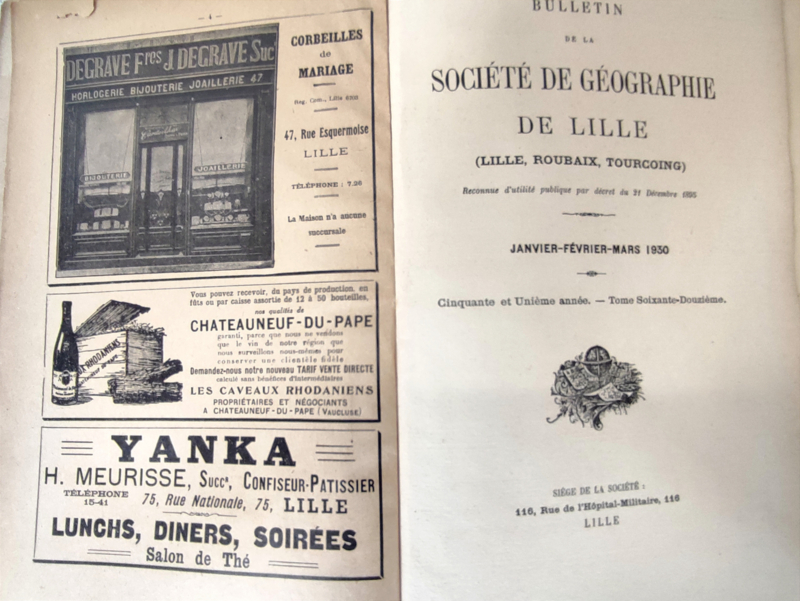 — 4 —
DEGRAVE Fres J. DEGRAVE Suc
HORLOGERIE BIJOUTERIE JOAILLERIE 47
BIJOUTERIE
JOAILLERIE
CORBEILLES
de
MARIAGE
Reg. Com., Lille
47, Rue Esquermoise
LILLE
TÉLÉPHONE : 7.26
La Maison n'a aucune
succursale
Vous pouvez recevoir, du pays de production, en
fûts ou par caisse assortie de 12 à 50 bouteilles,
nos qualités de
CHATEAUNEUF-DU-PAPE
garanti, parce que nous ne vendons
que le vin de notre région que
nous surveillons nous-mêmes pour
conserver une clientèle fidèle
Demandez-nous notre nouveau TARIF VENTE DIRECTE
calculé sans bénéfices d'intermédiaires
LES CAVEAUX RHODANIENS
PROPRIÉTAIRES ET NÉGOCIANTS
A CHATEAUNEUF-DU-PAPE (VAUCLUSE)
RHODANIENS
YANKA
H. MEURISSE, Succr, CONFISEUR-PATISSIER
TÉLÉPHONE
15-41
75, Rue Nationale, 75, LILLE
LUNCHS, DINERS, SOIRÉES
Salon de Thé
BULLETIN
DE LA
SOCIÉTÉ DE GÉOGRAPHIE
DE LILLE
(LILLE, ROUBAIX, TOURCOING)
Reconnue d'utilité publique par décret du 21 Décembre 1895
JANVIER-FÉVRIER-MARS 1930
Cinquante et Unième année. — Tome Soixante-Douzième.
SIÈGE DE LA SOCIÉTÉ :
116, Rue de l'Hôpital-Militaire, 116
LILLE